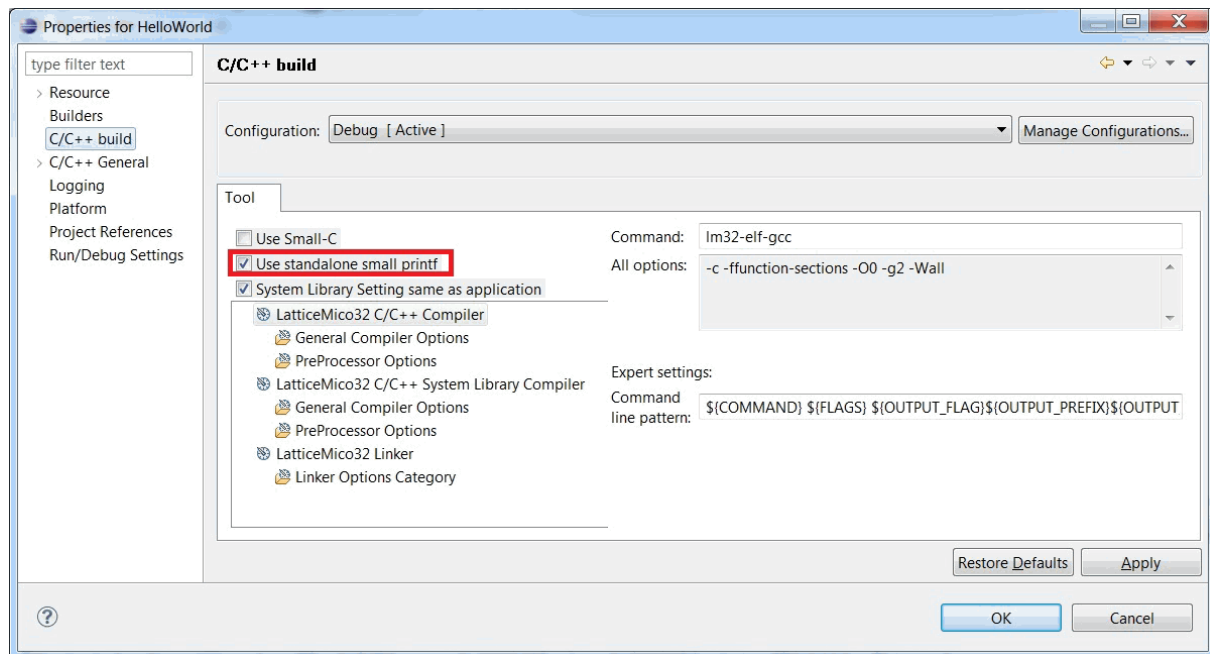 Properties for HelloWorld
type filter text
Resource
Builders
C/C++ build
C/C++ General
Logging
Platform
Project References
Run/Debug Settings
C/C++ build
Configuration: Debug [ Active ]
Manage Configurations...
Tool
Use Small-C
Use standalone small printf
System Library Setting same as application
LatticeMico32 C/C++ Compiler
General Compiler Options
PreProcessor Options
LatticeMico32 C/C++ System Library Compiler
General Compiler Options
PreProcessor Options
LatticeMico32 Linker
Linker Options Category
Command: lm32-elf-gcc
All options: -c -ffunction-sections -O0 -g2 -Wall
Expert settings:
Command
line pattern: ${COMMAND} ${FLAGS} ${OUTPUT_FLAG}${OUTPUT_PREFIX}${OUTPUT
Restore Defaults
Apply
?
OK
Cancel